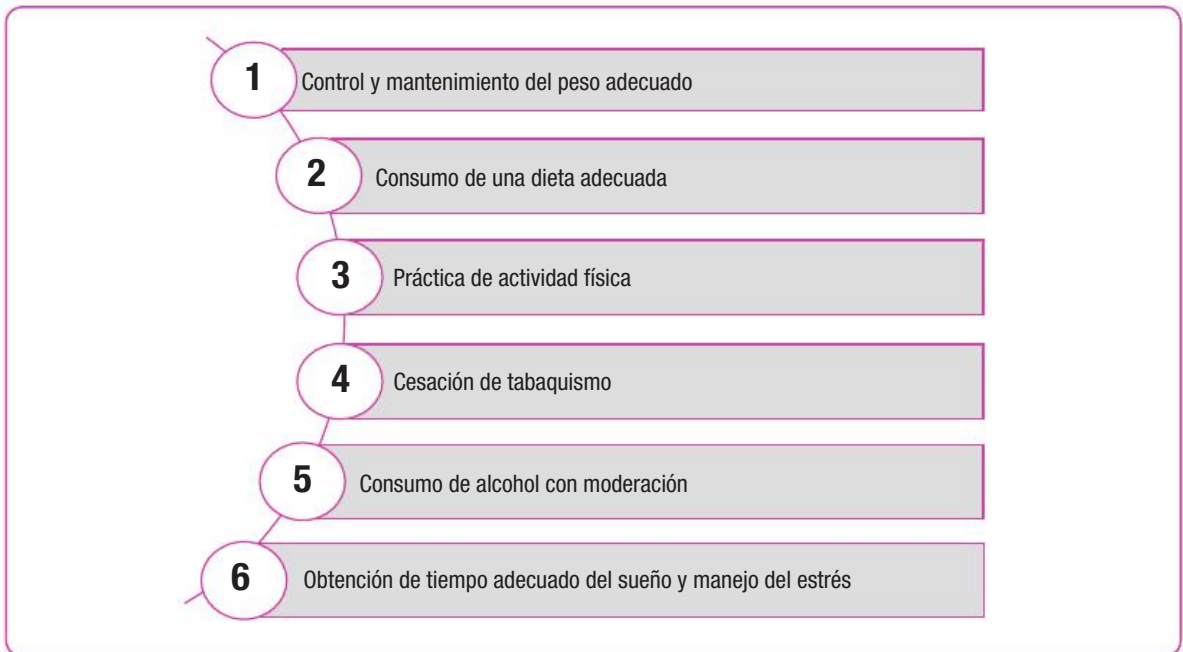 1 Control y mantenimiento del peso adecuado
2 Consumo de una dieta adecuada
3 Práctica de actividad física
4 Cesación de tabaquismo
5 Consumo de alcohol con moderación
6 Obtención de tiempo adecuado del sueño y manejo del estrés